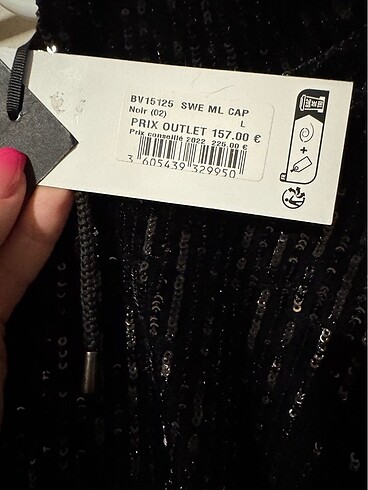 BV15125 SWE ML CAP
Noir (02)
L
PRIX OUTLET 157.00 €
Prix conseillé 2022 225.00 €
3 605439 329950